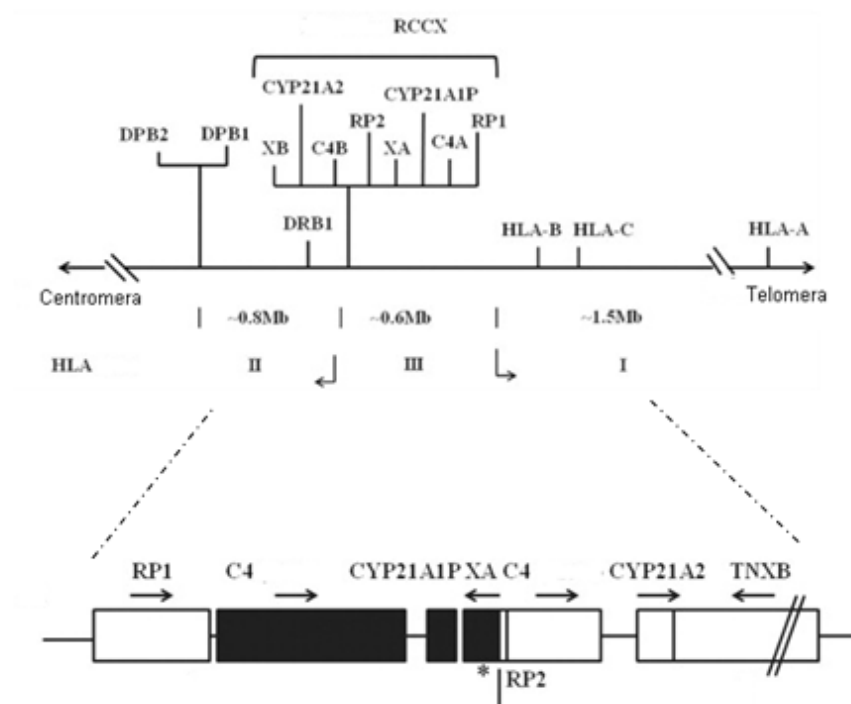 RCCX
CYP21A2 CYP21A1P
DPB2 DPB1 XB C4B RP2 XA C4A RP1
DRB1 HLA-B HLA-C HLA-A
Centromera Telomera
~0.8Mb ~0.6Mb ~1.5Mb
HLA II III I
RP1 C4 CYP21A1P XA C4 CYP21A2 TNXB
* RP2